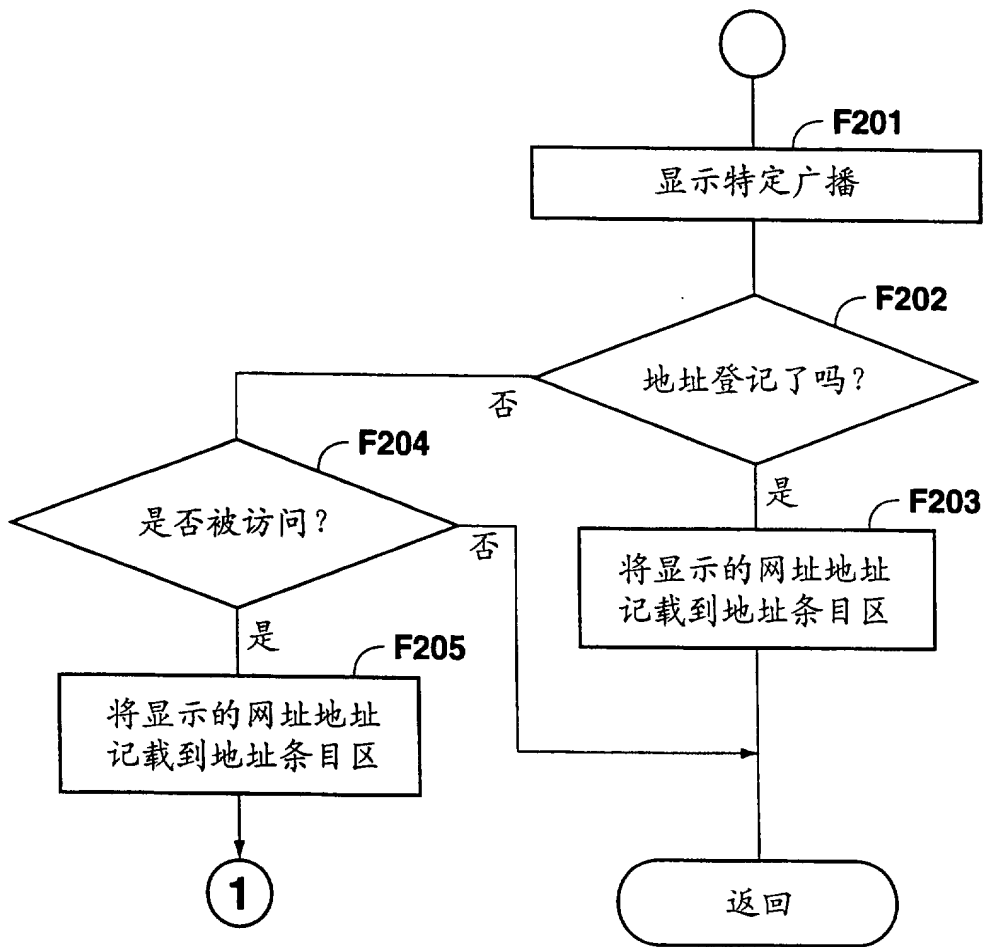 F201
显示特定广播
F202
地址登记了吗?
否
是
F204
是否被访问?
否
是
F203
将显示的网址地址
记载到地址条目区
F205
将显示的网址地址
记载到地址条目区
1
返回